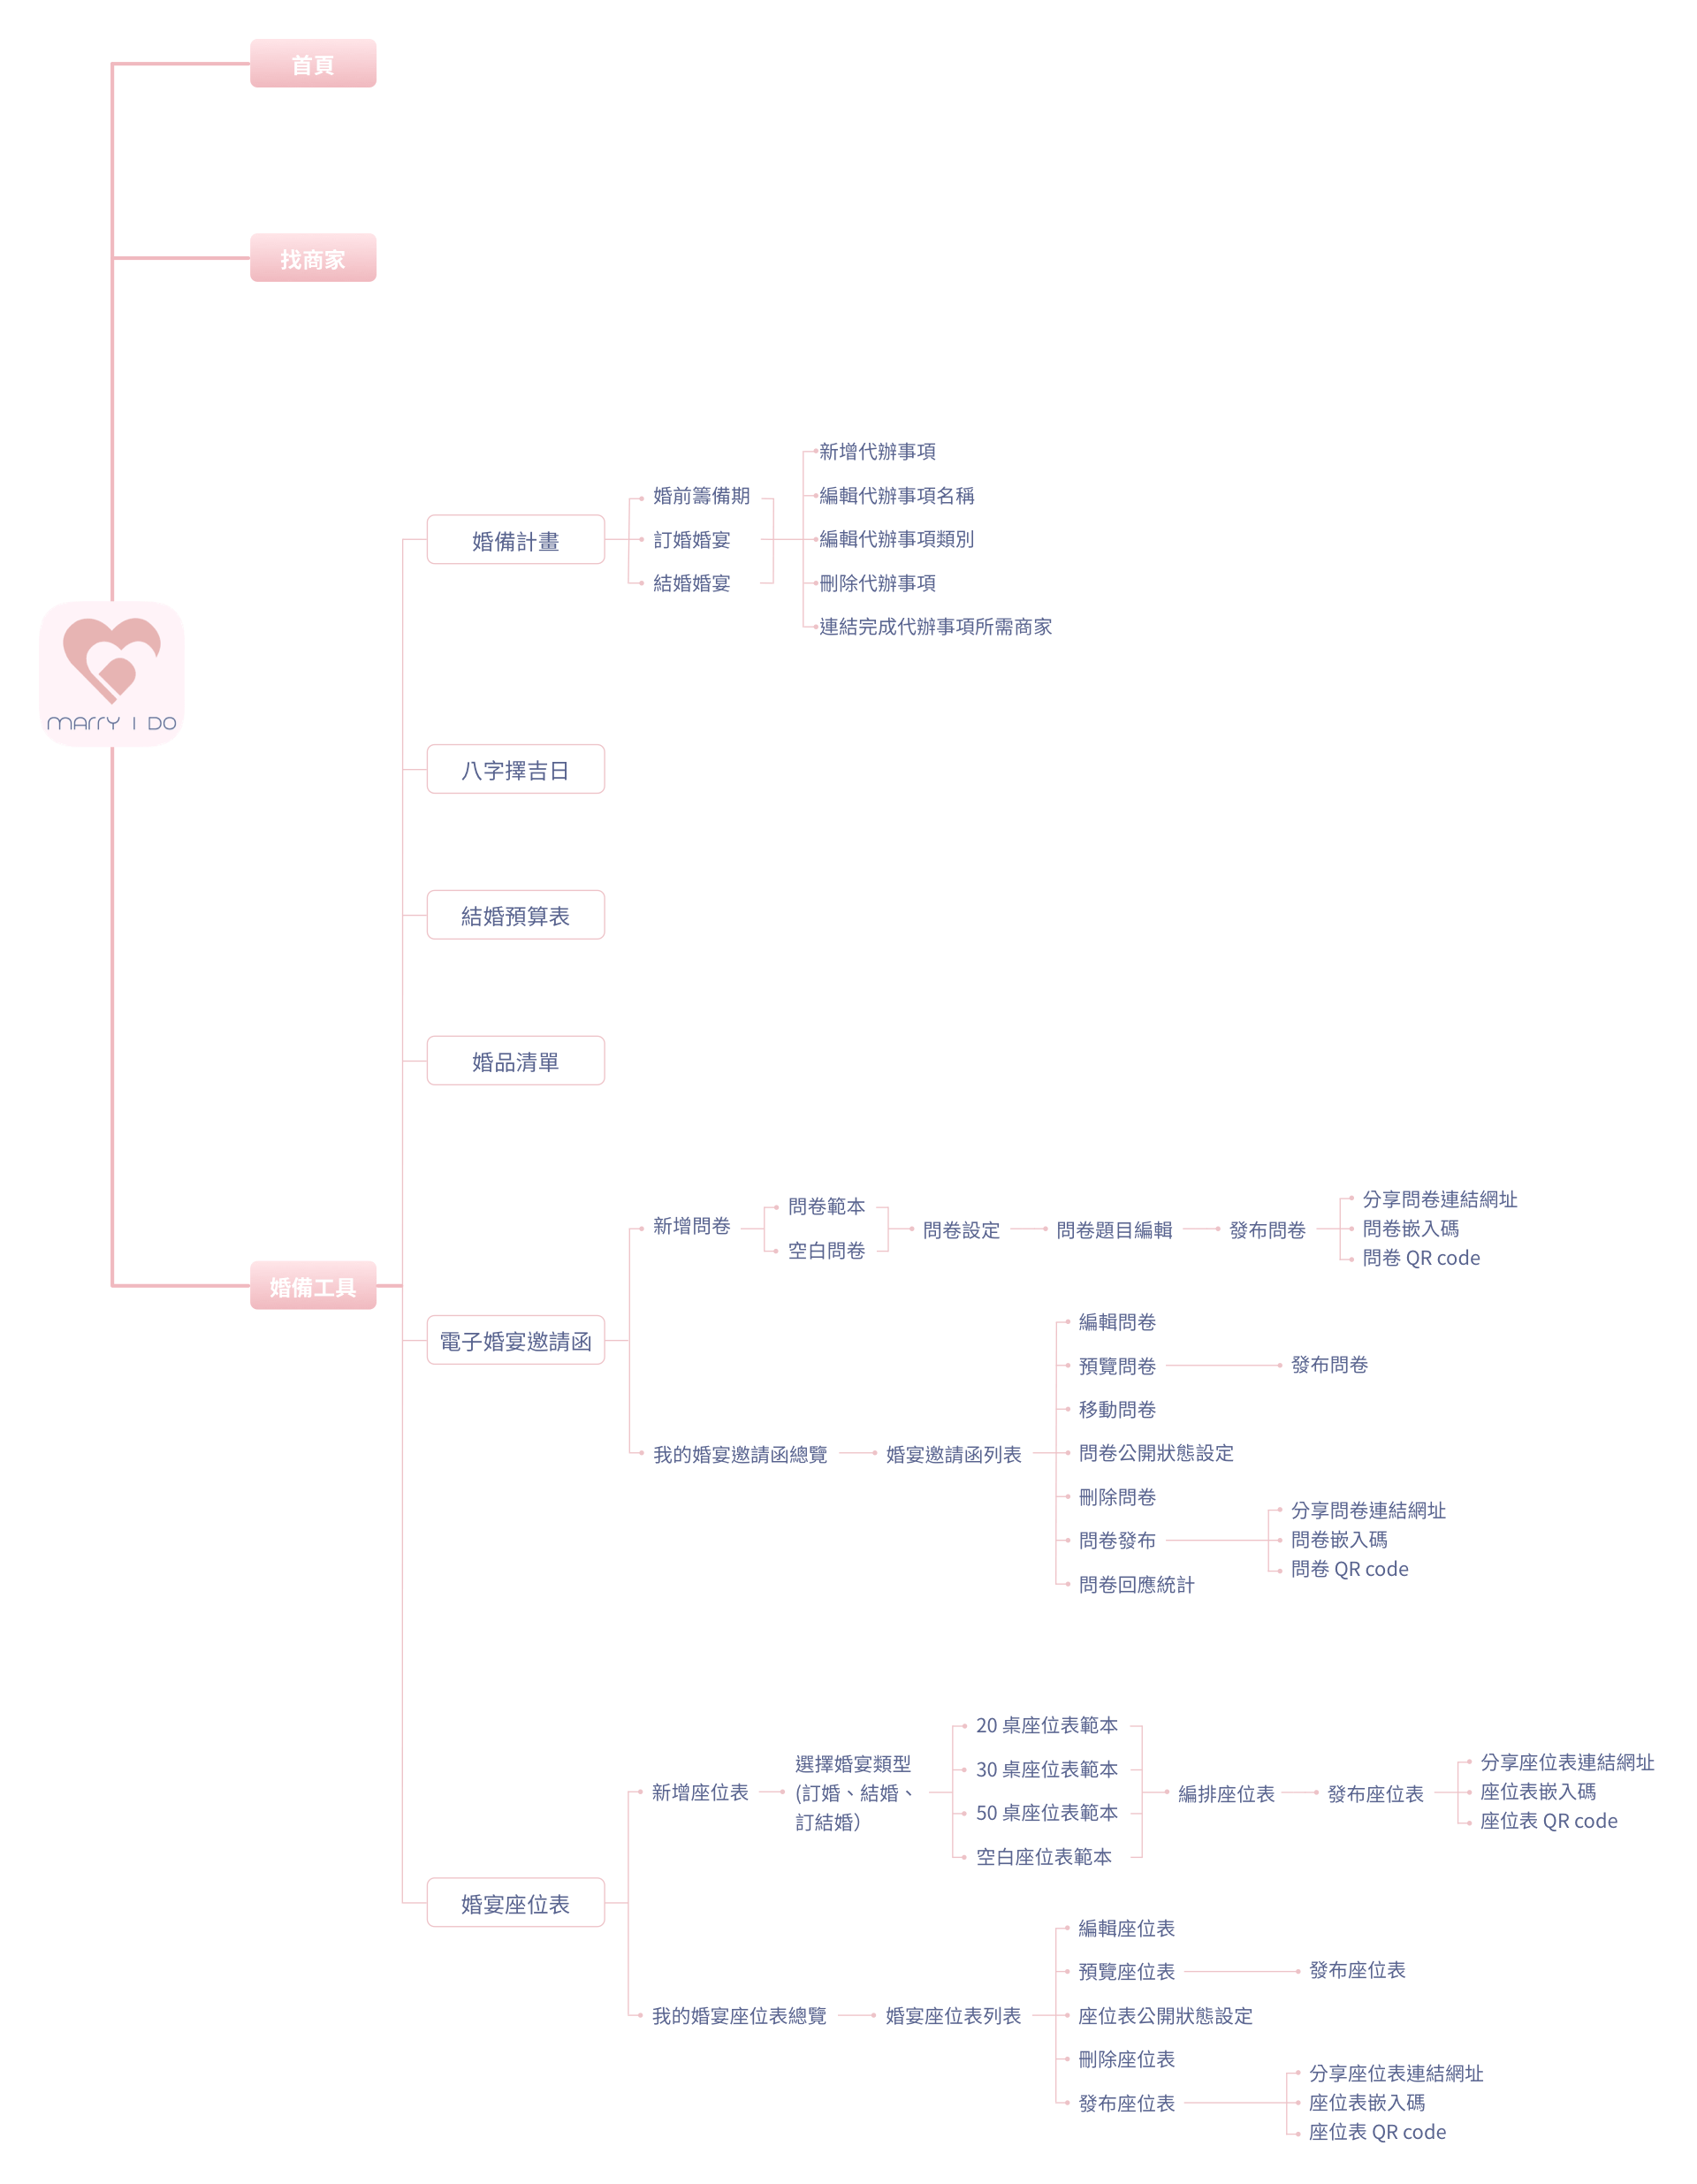 首頁
找商家
MARRY I DO
婚備工具
婚備計畫
婚前籌備期
訂婚婚宴
結婚婚宴
新增代辦事項
編輯代辦事項名稱
編輯代辦事項類別
刪除代辦事項
連結完成代辦事項所需商家
八字擇吉日
結婚預算表
婚品清單
電子婚宴邀請函
新增問卷
問卷範本
空白問卷
問卷設定
問卷題目編輯
發布問卷
分享問卷連結網址
問卷嵌入碼
問卷 QR code
我的婚宴邀請函總覽
婚宴邀請函列表
編輯問卷
預覽問卷
發布問卷
移動問卷
問卷公開狀態設定
刪除問卷
問卷發布
分享問卷連結網址
問卷嵌入碼
問卷 QR code
問卷回應統計
婚宴座位表
新增座位表
選擇婚宴類型
(訂婚、結婚、
訂結婚)
20 桌座位表範本
30 桌座位表範本
50 桌座位表範本
空白座位表範本
編排座位表
發布座位表
分享座位表連結網址
座位表嵌入碼
座位表 QR code
我的婚宴座位表總覽
婚宴座位表列表
編輯座位表
預覽座位表
發布座位表
座位表公開狀態設定
刪除座位表
發布座位表
分享座位表連結網址
座位表嵌入碼
座位表 QR code